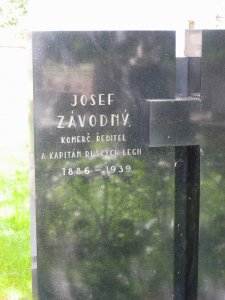 JOSEF
ZÁVODNÝ,
KOMERČ. ŘEDITEL
A KAPITÁN RUSKÝCH LEGIÍ
1886 – 1939